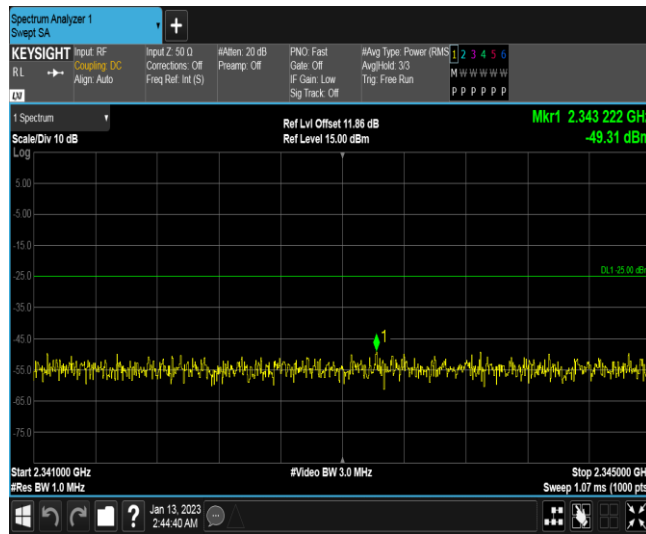 Spectrum Analyzer 1
Swept SA
+
KEYSIGHT
RL
LXI
Input: RF
Coupling: DC
Align: Auto
Input Z: 50 Ω
Corrections: Off
Freq Ref: Int (S)
#Atten: 20 dB
Preamp: Off
PNO: Fast
Gate: Off
IF Gain: Low
Sig Track: Off
#Avg Type: Power (RMS
Avg|Hold: 3/3
Trig: Free Run
1 2 3 4 5 6
M W W W W W
P P P P P P
1 Spectrum
Scale/Div 10 dB
Log
Ref Lvl Offset 11.86 dB
Ref Level 15.00 dBm
Mkr1 2.343 222 GH
-49.31 dBm
5.00
-5.00
-15.0
-25.0
DL1 -25.00 dBm
-35.0
-45.0
1
-55.0
-65.0
-75.0
Start 2.341000 GHz
#Video BW 3.0 MHz
Stop 2.345000 GH
#Res BW 1.0 MHz
Sweep 1.07 ms (1000 pts
?
Jan 13, 2023
2:44:40 AM